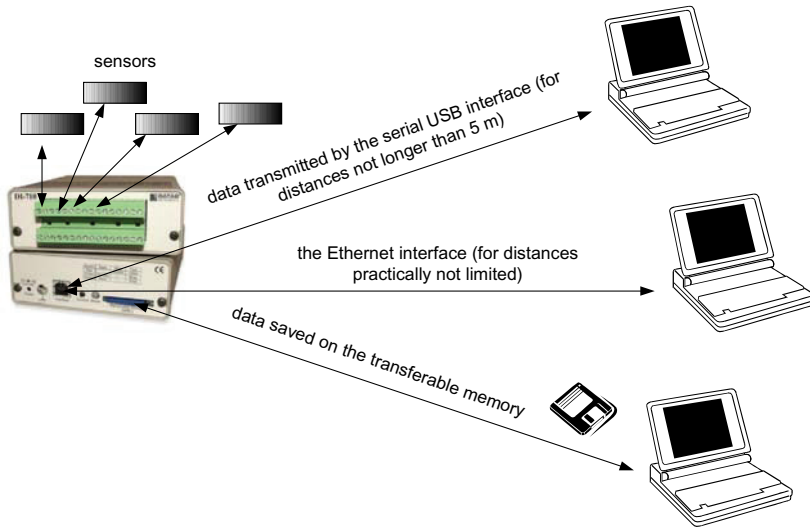 sensors
data transmitted by the serial USB interface (for
distances not longer than 5 m)
the Ethernet interface (for distances
practically not limited)
data saved on the transferable memory
CE